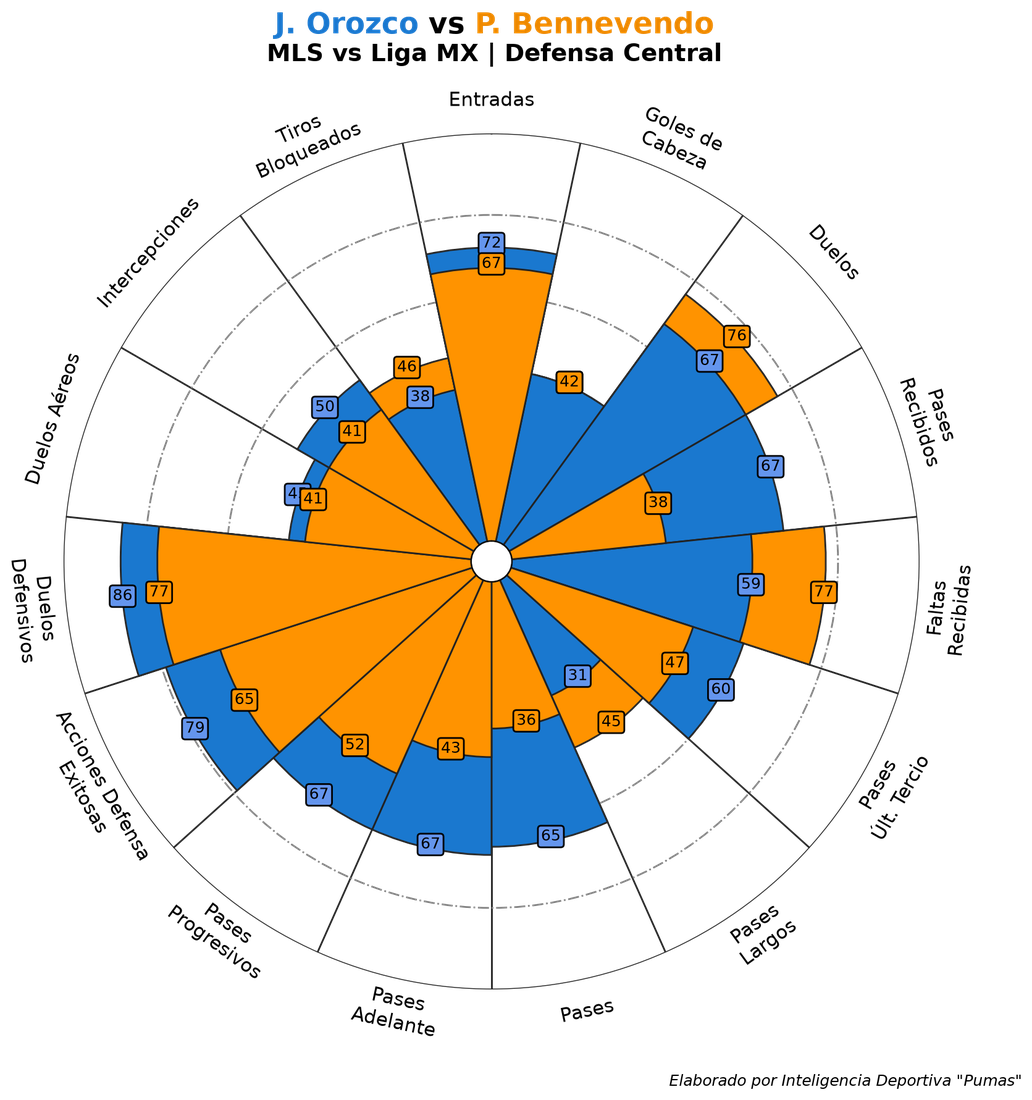 J. Orozco vs P. Bennevendo
MLS vs Liga MX | Defensa Central
Entradas
72
67
Goles de
Cabeza
42
Duelos
76
67
Pases
Recibidos
67
38
Faltas
Recibidas
59
77
Pases
Últ. Tercio
47
60
Pases
Largos
31
45
Pases
36
65
Pases
Adelante
43
67
Pases
Progresivos
52
67
Acciones Defensa
Exitosas
65
79
Duelos
Defensivos
86
77
Duelos Aéreos
41
Intercepciones
50
41
Tiros
Bloqueados
46
38
Elaborado por Inteligencia Deportiva "Pumas"